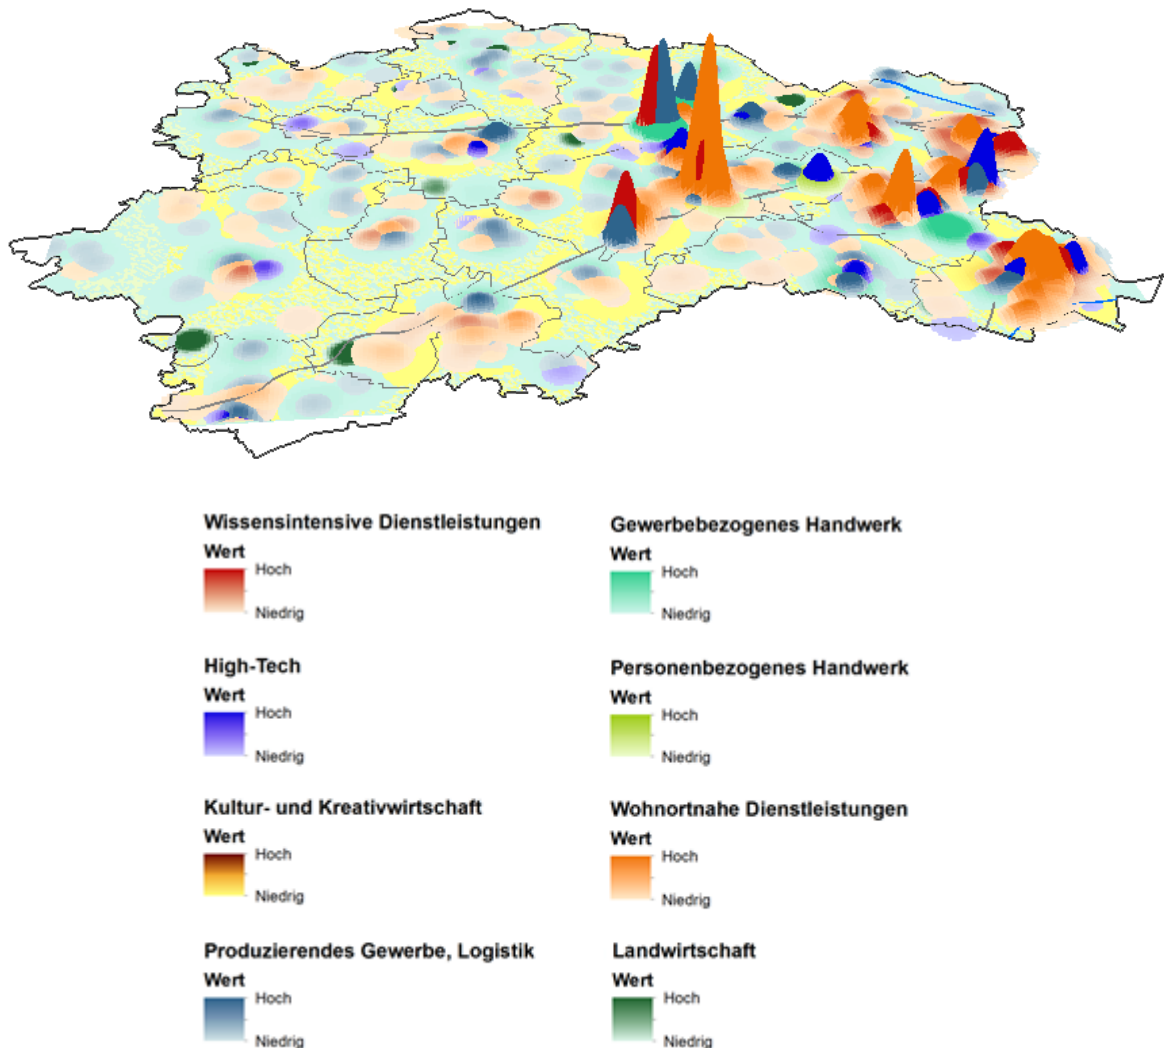 Wissensintensive Dienstleistungen
Wert
Hoch
Niedrig
Gewerbebezogenes Handwerk
Wert
Hoch
Niedrig
High-Tech
Wert
Hoch
Niedrig
Personenbezogenes Handwerk
Wert
Hoch
Niedrig
Kultur- und Kreativwirtschaft
Wert
Hoch
Niedrig
Wohnortnahe Dienstleistungen
Wert
Hoch
Niedrig
Produzierendes Gewerbe, Logistik
Wert
Hoch
Niedrig
Landwirtschaft
Wert
Hoch
Niedrig